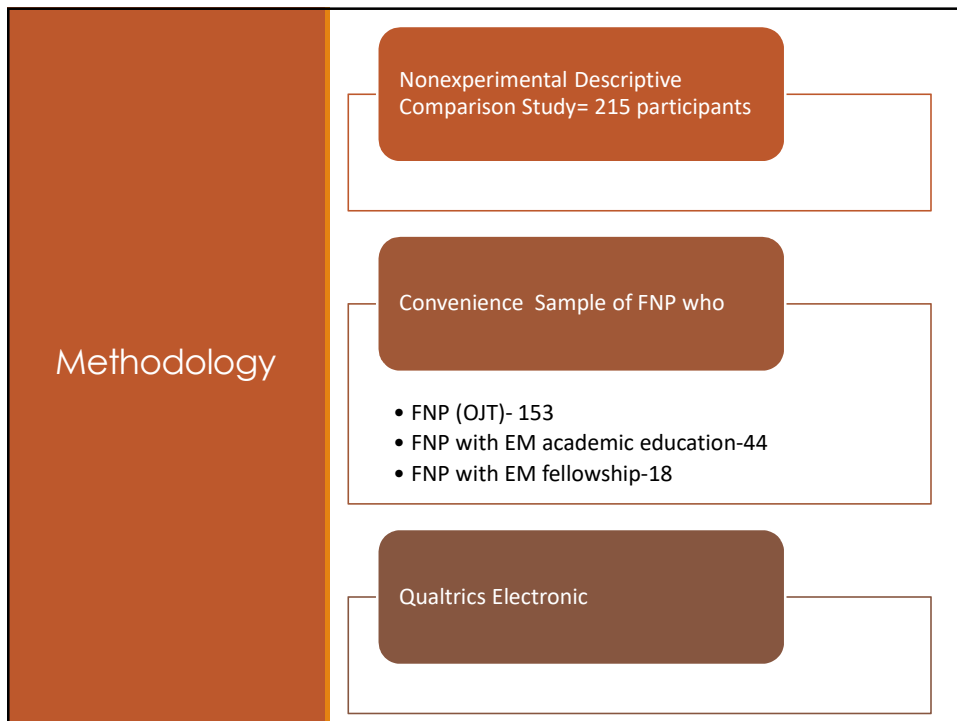 Methodology
Nonexperimental Descriptive
Comparison Study= 215 participants
Convenience  Sample of FNP who
• FNP (OJT)- 153
• FNP with EM academic education-44
• FNP with EM fellowship-18
Qualtrics Electronic